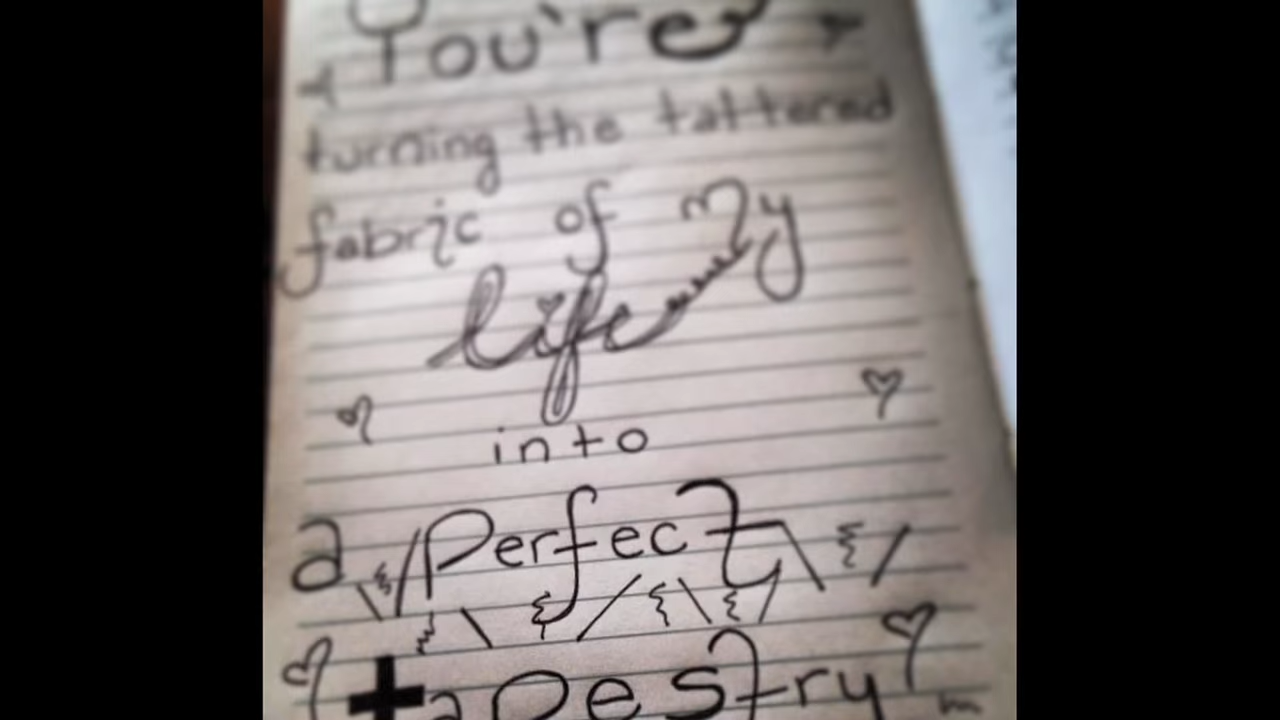 You're
turning the tattered
fabric of my
life
into
a Perfect
tapestry